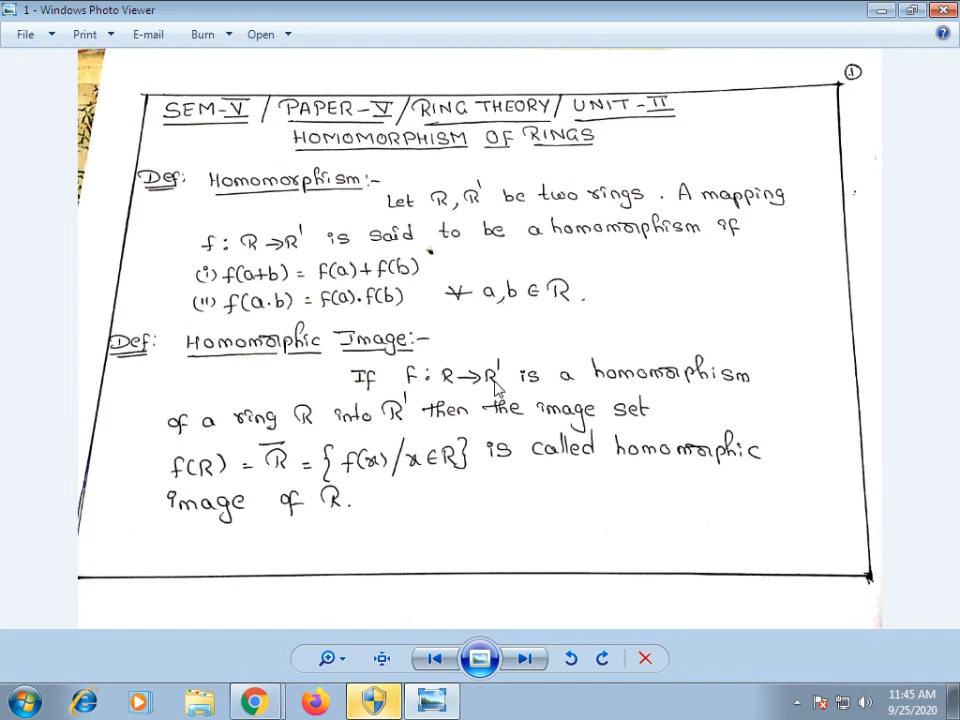 1 - Windows Photo Viewer
File Print E-mail Burn Open
1
SEM-V / PAPER-V / RING THEORY / UNIT-II
HOMOMORPHISM OF RINGS
Def: Homomorphism:-
Let R, R' be two rings. A mapping
f: R→R' is said to be a homomorphism if
(i) f(a+b) = f(a)+f(b)
(ii) f(a.b) = f(a).f(b) ∀ a,b ∈ R.
Def: Homomorphic Image:-
If f: R→R' is a homomorphism
of a ring R into R' then the image set
f(R) = R̅ = {f(x)/x∈R} is called homomorphic
image of R.
11:45 AM
9/25/2020